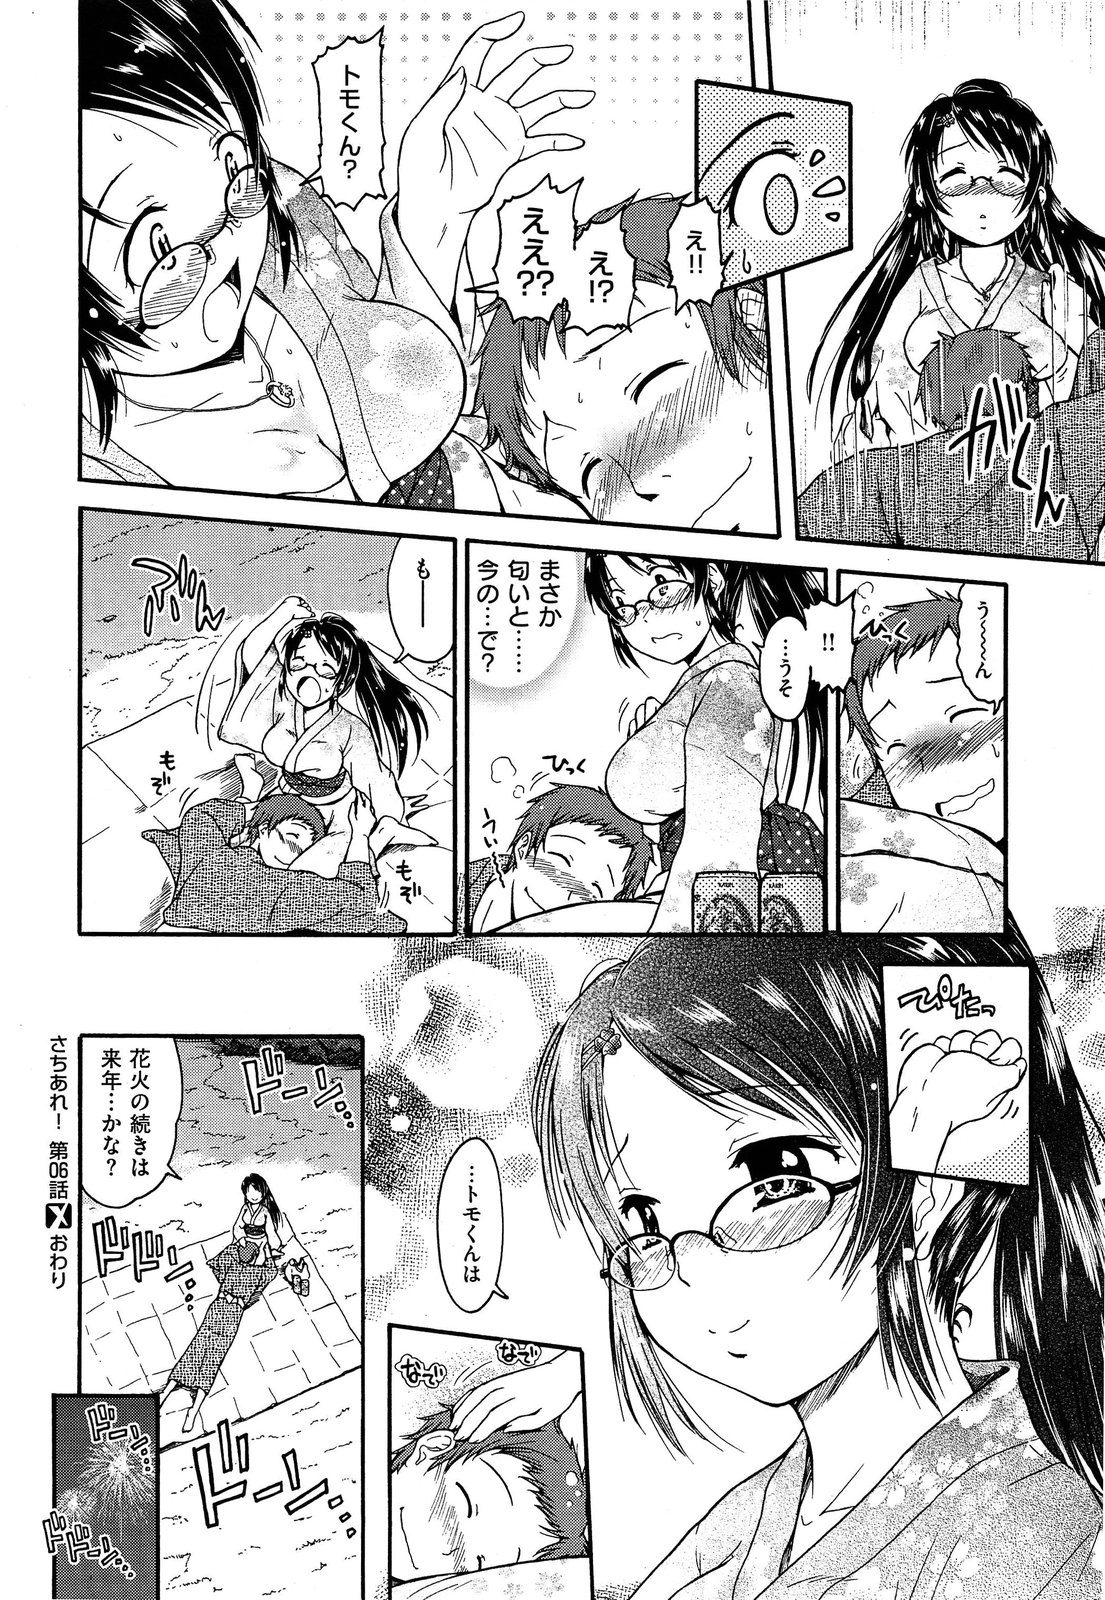 がくん
え!!
え!?
ええ??
トモくん?
う～～～ん
ひっく
!!
…うそ
まさか
匂いと……
今の…で?
ひっく
うぃ～
もーー
ぶんっ
もぞ
もぞ
ぴたっ
…トモくんは
なで
なで
花火の続きは
来年…かな?
ドーン…
ドドーン…
ドーン…
ドーン…
ドドーン…
さちあれ! 第06話 おわり